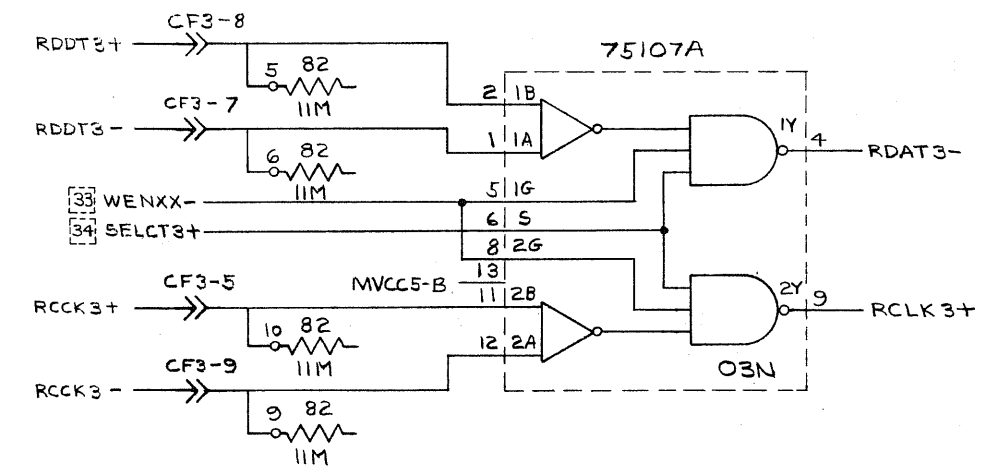 CF3-8
RDDT3+
75107A
5 82
11M
2 1B
CF3-7
RDDT3-
1 1A
1Y
4
RDAT3-
6 82
11M
33 WENXX-
5 1G
34 SELCT3+
6 S
8 2G
13
MVCC5-B
CF3-5
11 2B
RCCK3+
2Y
9
RCLK3+
10 82
11M
12 2A
CF3-9
03N
RCCK3-
9 82
11M